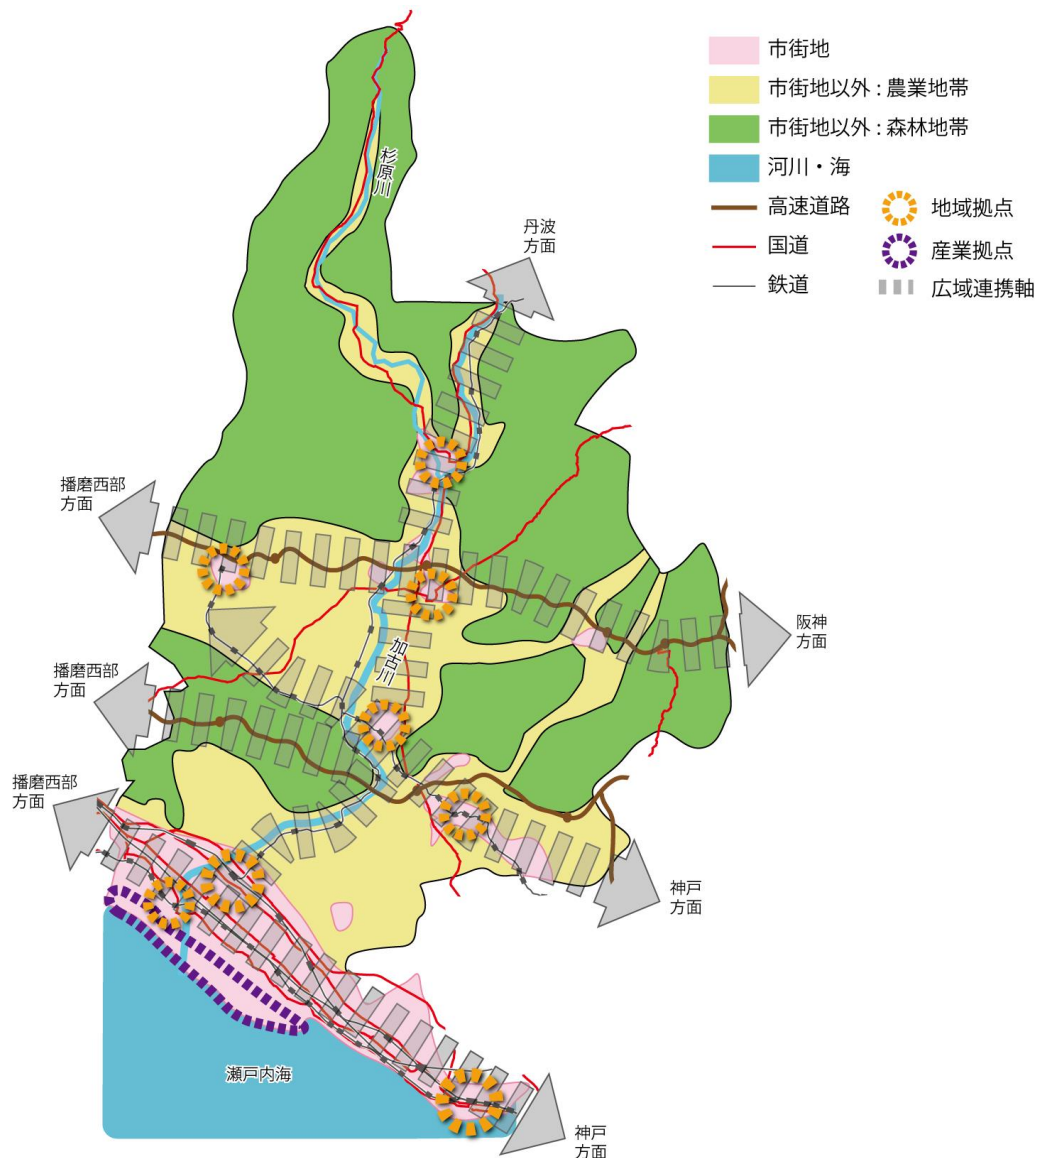 市街地
市街地以外：農業地帯
市街地以外：森林地帯
河川・海
高速道路
地域拠点
国道
産業拠点
鉄道
広域連携軸
杉原川
丹波
方面
播磨西部
方面
阪神
方面
加古川
播磨西部
方面
播磨西部
方面
神戸
方面
瀬戸内海
神戸
方面